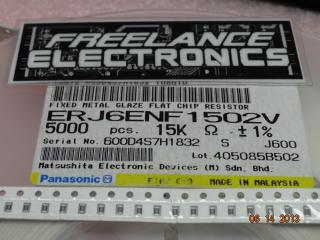 FREELANCE
ELECTRONICS
FIXED METAL GLAZE FLAT CHIP RESISTOR
ERJ6ENF1502V
5000 pcs. 15K Ω ±1%
Serial No. 600D4S7H1832 S J600
Lot. 405085B502
Matsushita Electronic Devices (M) Sdn. Bhd.
Panasonic MADE IN MALAYSIA
06 14 2013